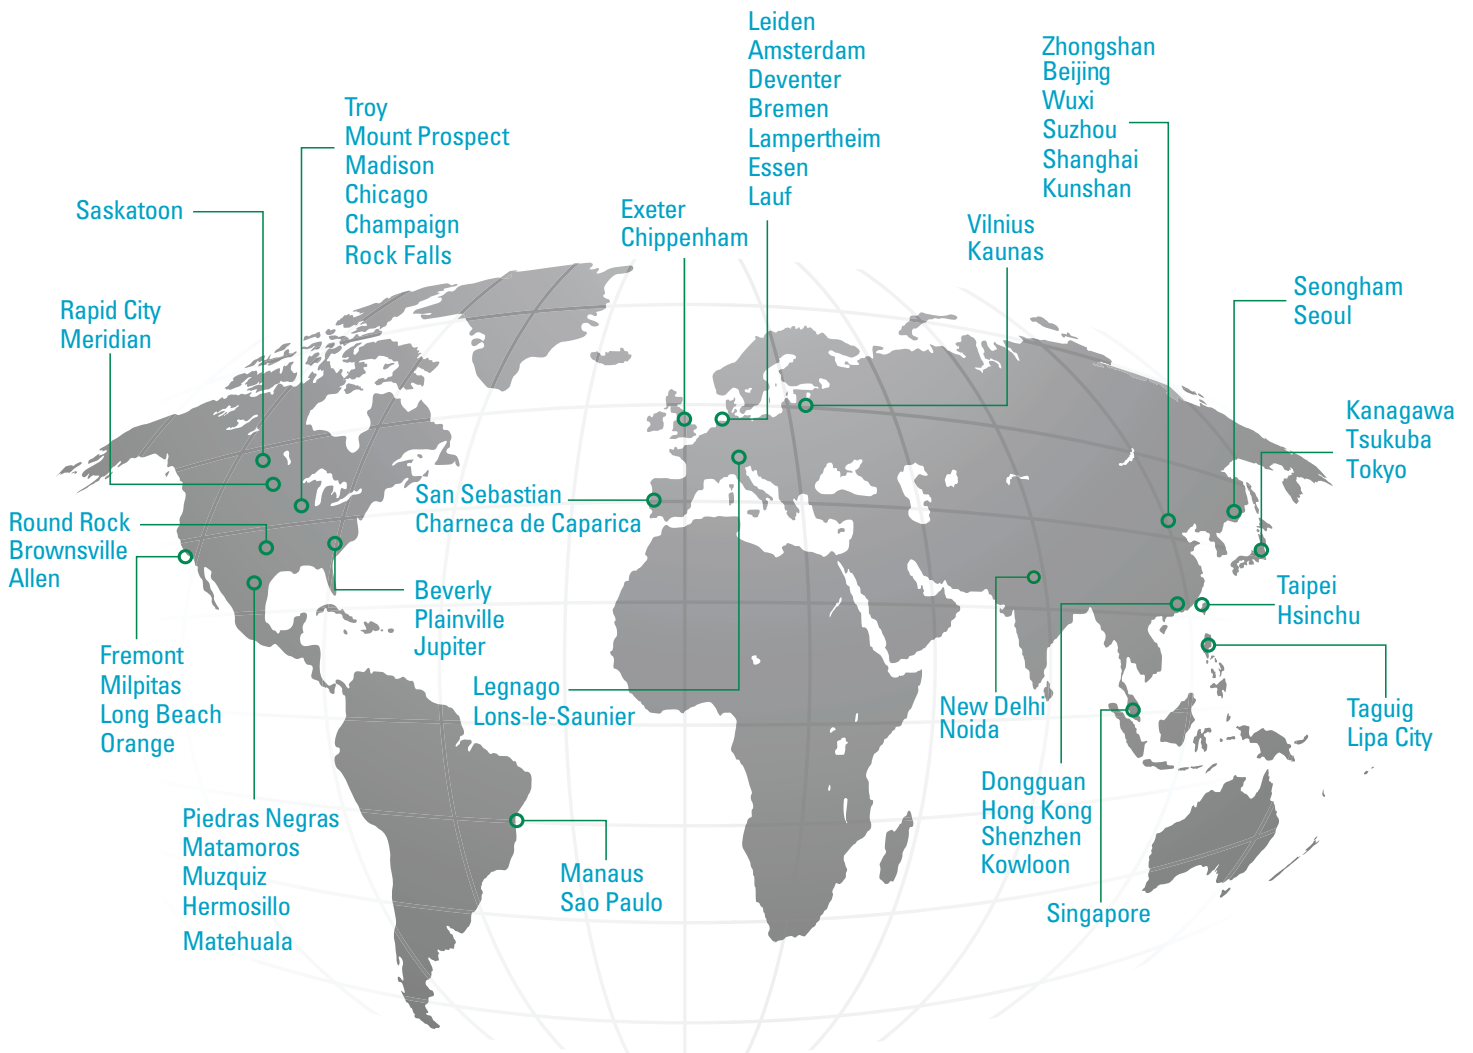 Leiden
Amsterdam
Deventer
Bremen
Lampertheim
Essen
Lauf
Zhongshan
Beijing
Wuxi
Suzhou
Shanghai
Kunshan
Troy
Mount Prospect
Madison
Chicago
Champaign
Rock Falls
Saskatoon
Exeter
Chippenham
Vilnius
Kaunas
Seongham
Seoul
Rapid City
Meridian
Kanagawa
Tsukuba
Tokyo
San Sebastian
Charneca de Caparica
Round Rock
Brownsville
Allen
Beverly
Plainville
Jupiter
Taipei
Hsinchu
Fremont
Milpitas
Long Beach
Orange
Legnago
Lons-le-Saunier
New Delhi
Noida
Taguig
Lipa City
Dongguan
Hong Kong
Shenzhen
Kowloon
Piedras Negras
Matamoros
Muzquiz
Hermosillo
Matehuala
Manaus
Sao Paulo
Singapore